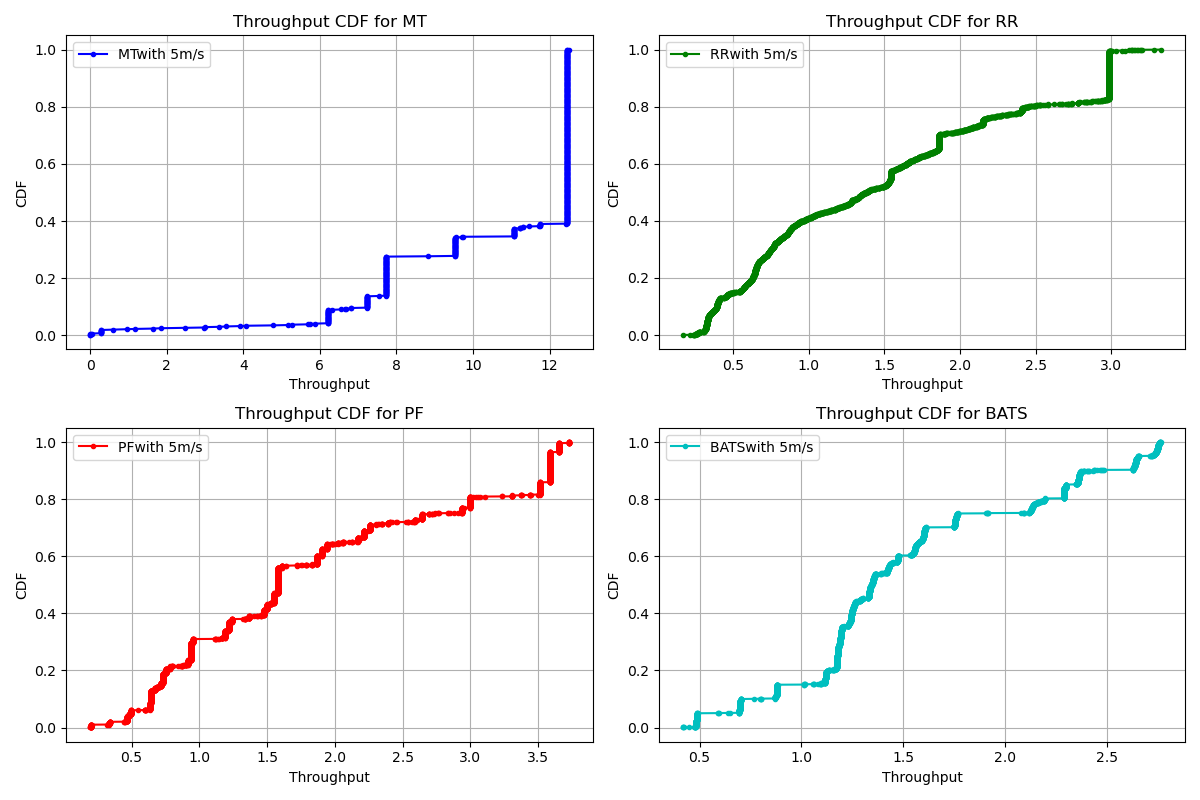 Throughput CDF for MT
MTwith 5m/s
1.0
0.8
0.6
0.4
0.2
0.0
CDF
0 2 4 6 8 10 12
Throughput
Throughput CDF for RR
RRwith 5m/s
1.0
0.8
0.6
0.4
0.2
0.0
CDF
0.5 1.0 1.5 2.0 2.5 3.0
Throughput
Throughput CDF for PF
PFwith 5m/s
1.0
0.8
0.6
0.4
0.2
0.0
CDF
0.5 1.0 1.5 2.0 2.5 3.0 3.5
Throughput
Throughput CDF for BATS
BATSwith 5m/s
1.0
0.8
0.6
0.4
0.2
0.0
CDF
0.5 1.0 1.5 2.0 2.5
Throughput